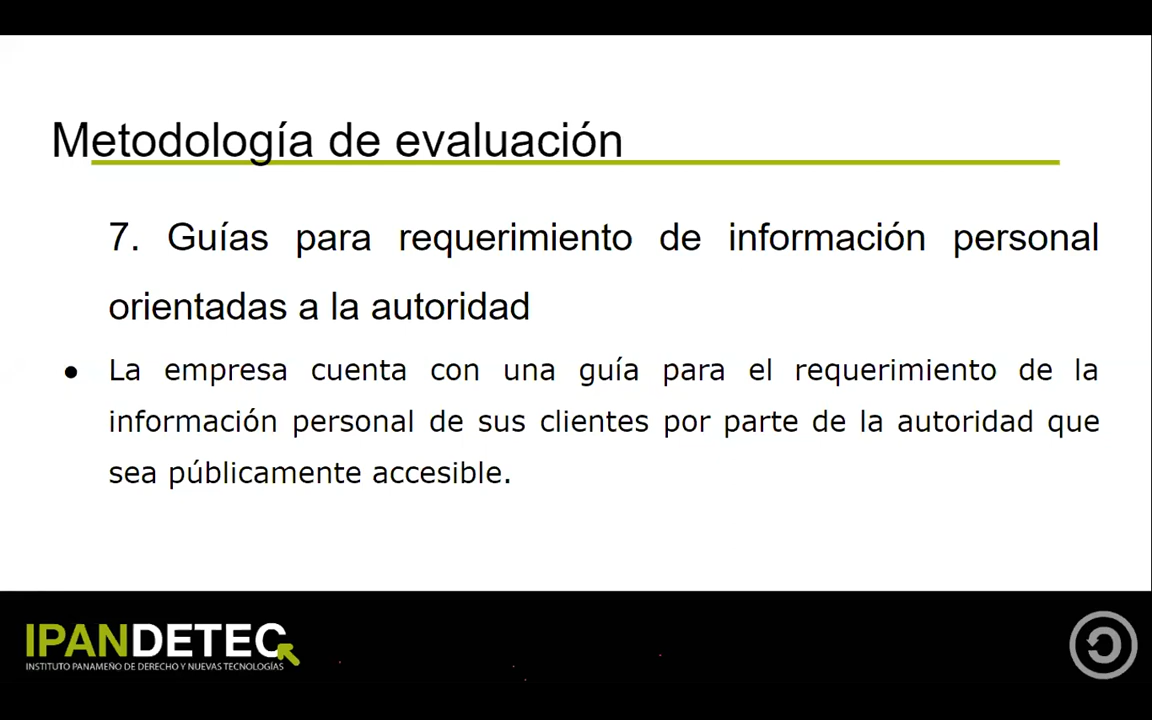 Metodología de evaluación
7. Guías para requerimiento de información personal
orientadas a la autoridad
● La empresa cuenta con una guía para el requerimiento de la
información personal de sus clientes por parte de la autoridad que
sea públicamente accesible.
IPANDETEC
INSTITUTO PANAMEÑO DE DERECHO Y NUEVAS TECNOLOGÍAS